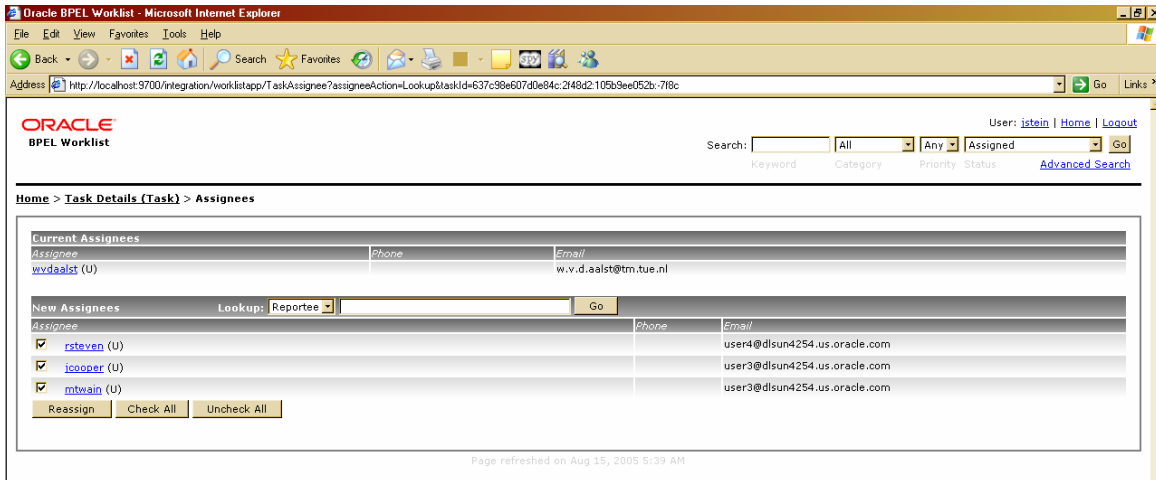 Oracle BPEL Worklist - Microsoft Internet Explorer
File Edit View Favorites Tools Help
Back Search Favorites
Address http://localhost:9700/integration/worklistapp/TaskAssignee?assigneeAction=Lookup&taskId=637c98e607d0e84c:2f48d2:105b9ee052b:-7f8c Go Links
ORACLE
BPEL Worklist
User: jstein | Home | Logout
Search: All Any Assigned Go
Keyword Category Priority Status Advanced Search
Home > Task Details (Task) > Assignees
Current Assignees
Assignee Phone Email
wvdaalst (U) w.v.d.aalst@tm.tue.nl
New Assignees Lookup: Reportee Go
Assignee Phone Email
rsteven (U) user4@dlsun4254.us.oracle.com
jcooper (U) user3@dlsun4254.us.oracle.com
mtwain (U) user3@dlsun4254.us.oracle.com
Reassign Check All Uncheck All
Page refreshed on Aug 15, 2005 5:39 AM